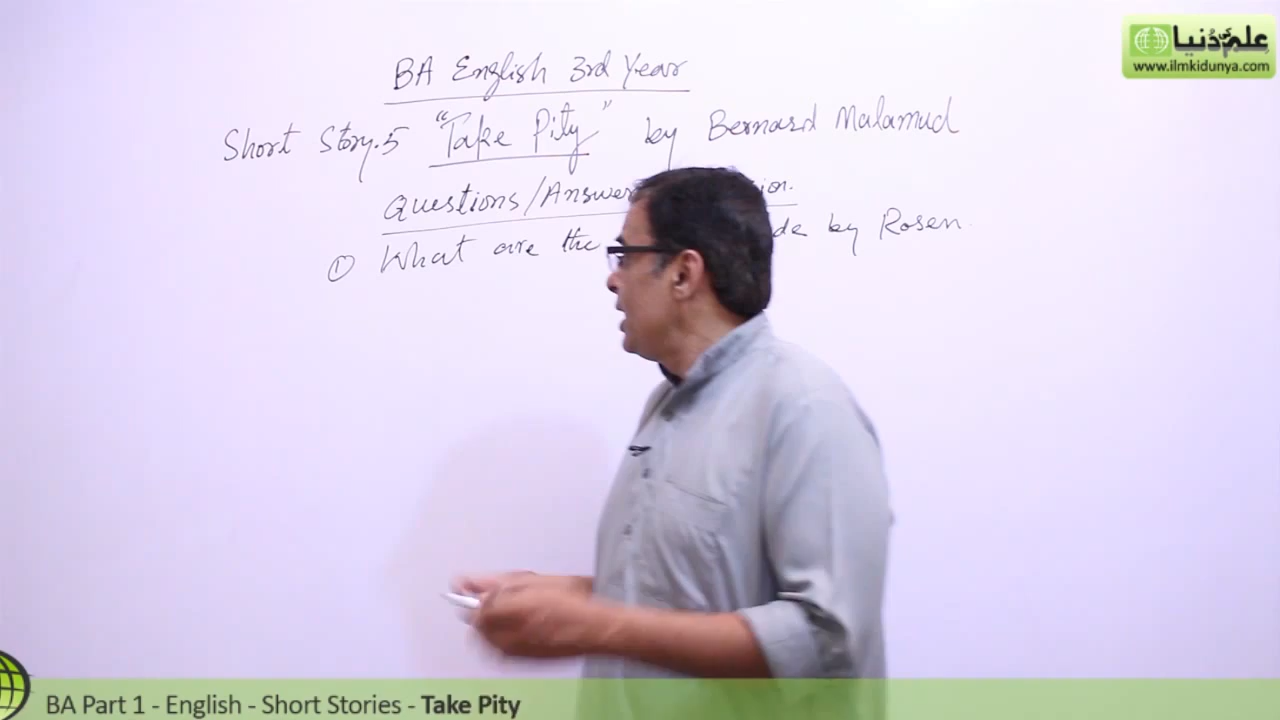 علم کی دنیا
www.ilmkidunya.com
BA English 3rd Year
Short Story.5 "Take Pity" by Bernard Malamud
Questions/Answer
① What are the by Rosen.
BA Part 1 - English - Short Stories - Take Pity